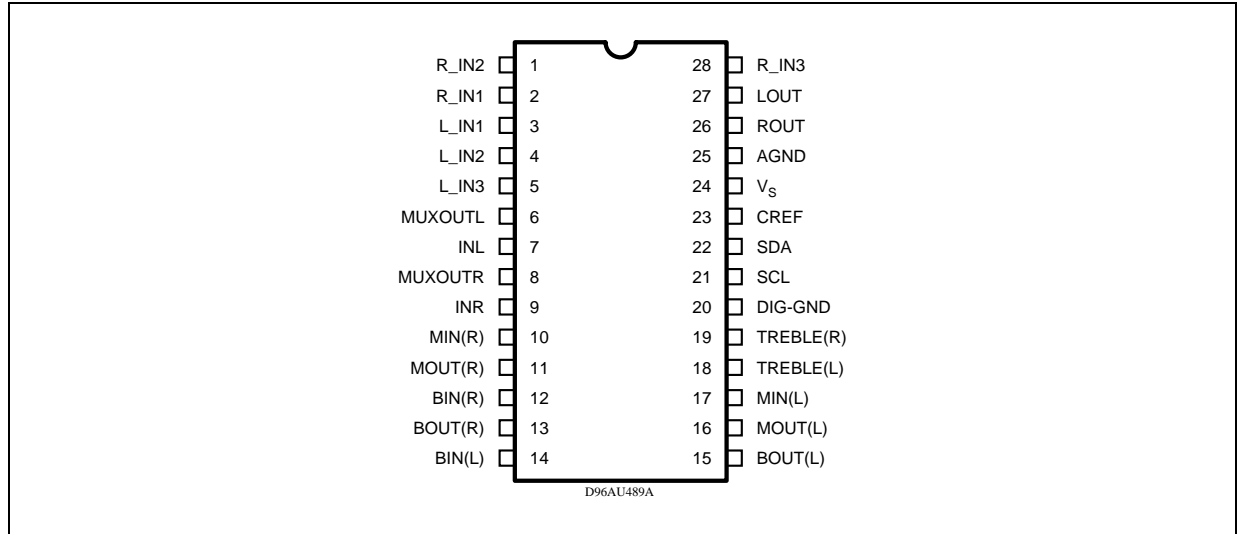 R_IN2 1 28 R_IN3
R_IN1 2 27 LOUT
L_IN1 3 26 ROUT
L_IN2 4 25 AGND
L_IN3 5 24 VS
MUXOUTL 6 23 CREF
INL 7 22 SDA
MUXOUTR 8 21 SCL
INR 9 20 DIG-GND
MIN(R) 10 19 TREBLE(R)
MOUT(R) 11 18 TREBLE(L)
BIN(R) 12 17 MIN(L)
BOUT(R) 13 16 MOUT(L)
BIN(L) 14 15 BOUT(L)
D96AU489A